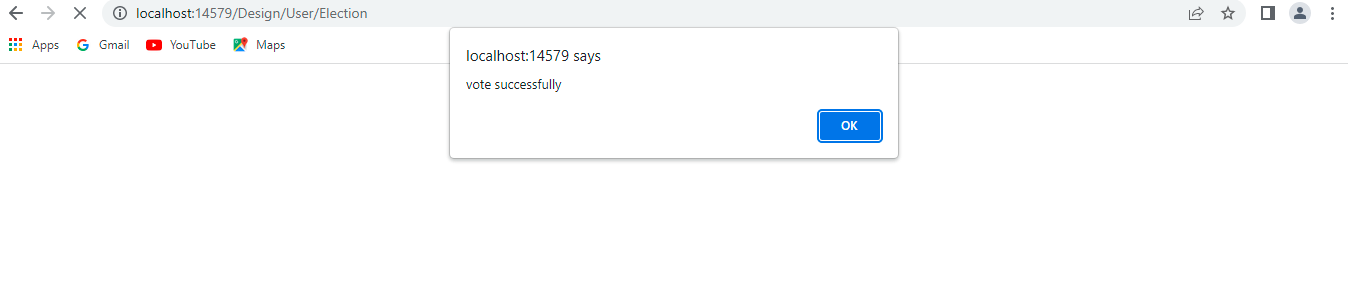 localhost:14579/Design/User/Election
Apps Gmail YouTube Maps
localhost:14579 says
vote successfully
OK